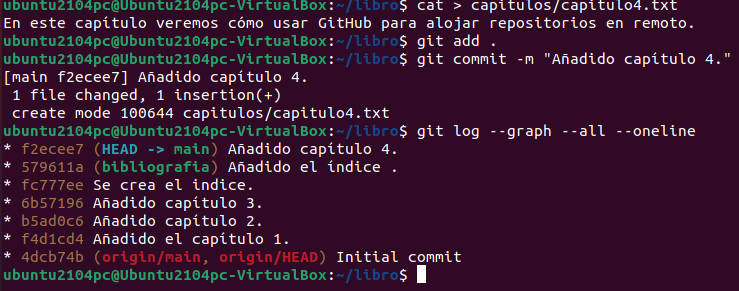 ubuntu2104pc@Ubuntu2104pc-VirtualBox:~/libro$ cat > capitulos/capitulo4.txt
En este capítulo veremos cómo usar GitHub para alojar repositorios en remoto.
ubuntu2104pc@Ubuntu2104pc-VirtualBox:~/libro$ git add .
ubuntu2104pc@Ubuntu2104pc-VirtualBox:~/libro$ git commit -m "Añadido capítulo 4."
[main f2ecee7] Añadido capítulo 4.
 1 file changed, 1 insertion(+)
 create mode 100644 capitulos/capitulo4.txt
ubuntu2104pc@Ubuntu2104pc-VirtualBox:~/libro$ git log --graph --all --oneline
* f2ecee7 (HEAD -> main) Añadido capítulo 4.
* 579611a (bibliografia) Añadido el índice .
* fc777ee Se crea el indice.
* 6b57196 Añadido capitulo 3.
* b5ad0c6 Añadido capitulo 2.
* f4d1cd4 Añadido el capitulo 1.
* 4dcb74b (origin/main, origin/HEAD) Initial commit
ubuntu2104pc@Ubuntu2104pc-VirtualBox:~/libro$